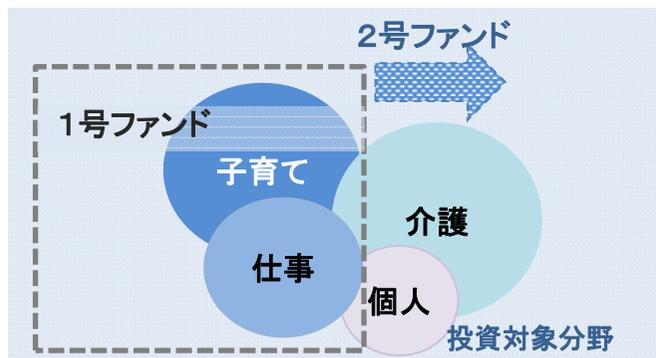 ２号ファンド
１号ファンド
子育て
介護
仕事
個人
投資対象分野